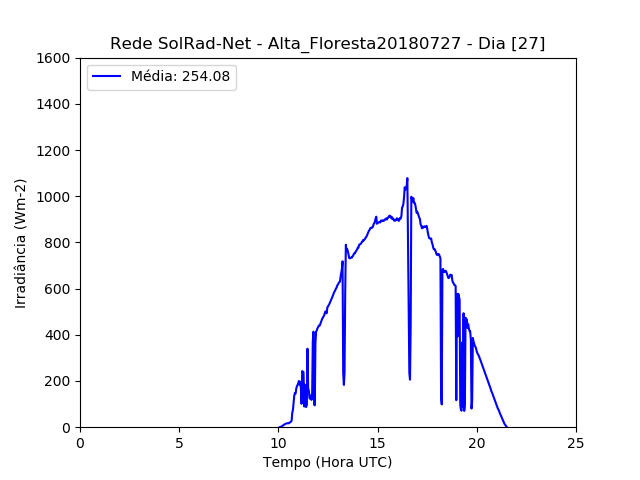 Rede SolRad-Net - Alta_Floresta20180727 - Dia [27]
Média: 254.08
1600
1400
1200
1000
800
600
400
200
0
Irradiância (Wm-2)
0 5 10 15 20 25
Tempo (Hora UTC)